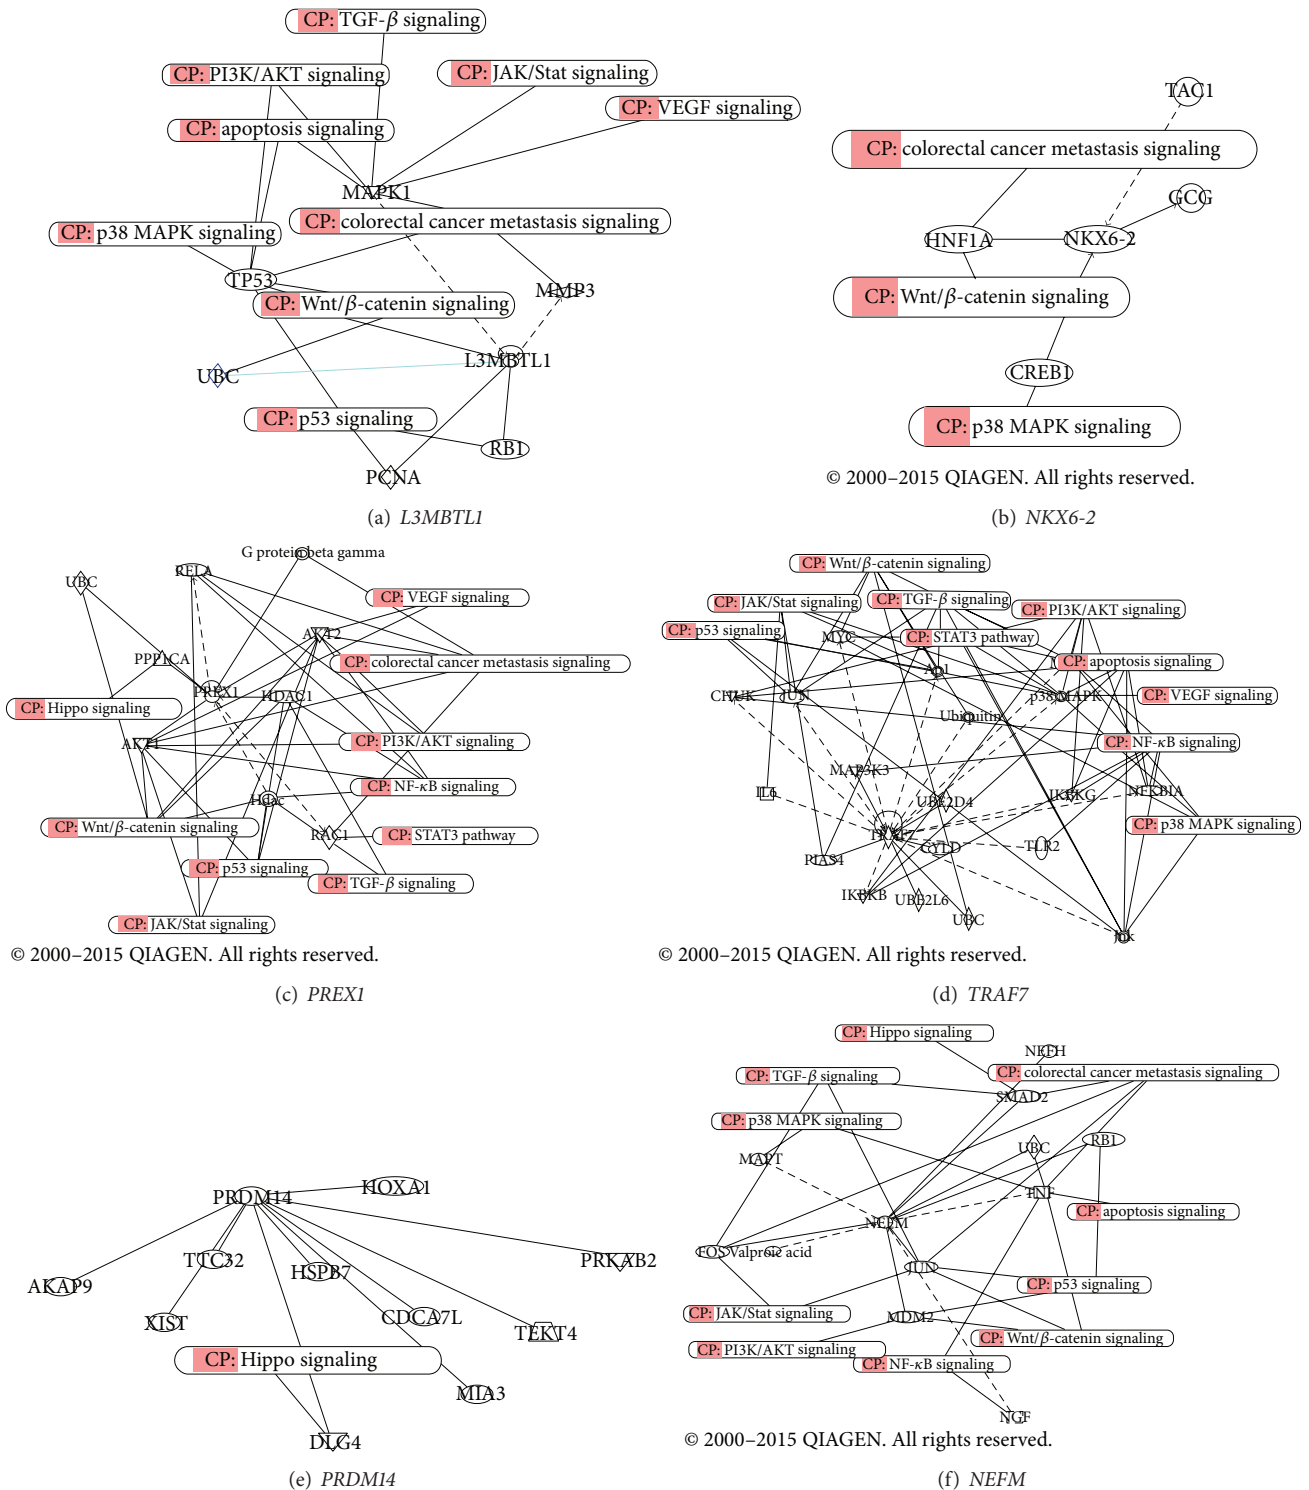 CP: TGF-β signaling
CP: PI3K/AKT signaling
CP: JAK/Stat signaling
CP: VEGF signaling
CP: apoptosis signaling
MAPK1
CP: colorectal cancer metastasis signaling
CP: p38 MAPK signaling
TP53
MMP3
CP: Wnt/β-catenin signaling
L3MBTL1
UBC
CP: p53 signaling
RB1
PCNA
(a) L3MBTL1
TAC1
CP: colorectal cancer metastasis signaling
GCG
HNF1A
NKX6-2
CP: Wnt/β-catenin signaling
CREB1
CP: p38 MAPK signaling
© 2000–2015 QIAGEN. All rights reserved.
(b) NKX6-2
G protein beta gamma
RELA
UBC
CP: VEGF signaling
AKT2
PPP1CA
CP: colorectal cancer metastasis signaling
PREX1
HDAC1
CP: Hippo signaling
AKT1
CP: PI3K/AKT signaling
CP: NF-κB signaling
Hdac
CP: Wnt/β-catenin signaling
RAC1
CP: STAT3 pathway
CP: p53 signaling
CP: TGF-β signaling
CP: JAK/Stat signaling
© 2000–2015 QIAGEN. All rights reserved.
(c) PREX1
CP: Wnt/β-catenin signaling
CP: JAK/Stat signaling
CP: TGF-β signaling
CP: PI3K/AKT signaling
CP: p53 signaling
MYC
CP: STAT3 pathway
CP: apoptosis signaling
Ap1
CHUK
JUN
p38 MAPK
CP: VEGF signaling
Ubiquitin
CP: NF-κB signaling
MAP3K3
IL6
UBE2D4
IKBKG
NFKBIA
CP: p38 MAPK signaling
TRAF7
CYLD
TLR2
PIAS4
IKBKB
UBE2L6
UBC
Jnk
© 2000–2015 QIAGEN. All rights reserved.
(d) TRAF7
PRDM14
HOXA1
TTC32
HSPB7
PRKAB2
AKAP9
XIST
CDCA7L
TEKT4
CP: Hippo signaling
MIA3
DLG4
(e) PRDM14
CP: Hippo signaling
NEFH
CP: TGF-β signaling
CP: colorectal cancer metastasis signaling
SMAD2
CP: p38 MAPK signaling
UBC
RB1
MAPT
TNF
CP: apoptosis signaling
NEFM
FOS
Valproic acid
JUN
CP: p53 signaling
CP: JAK/Stat signaling
MDM2
CP: Wnt/β-catenin signaling
CP: PI3K/AKT signaling
CP: NF-κB signaling
NGF
© 2000–2015 QIAGEN. All rights reserved.
(f) NEFM